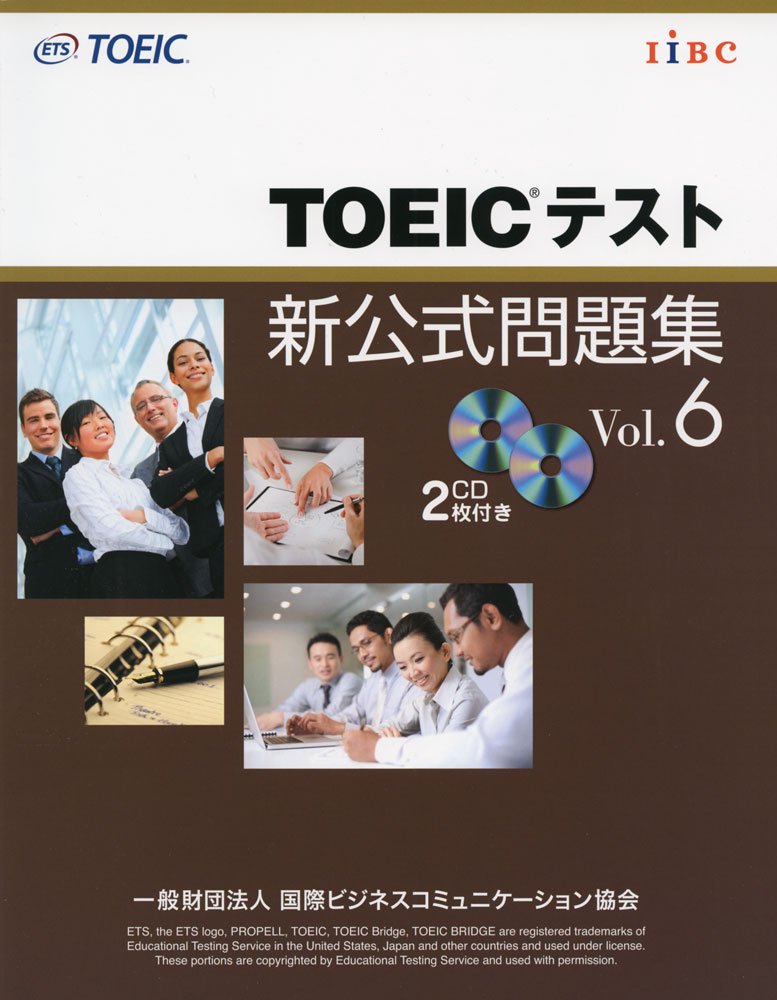 ETS® TOEIC®
IIBC
TOEIC®テスト
新公式問題集
Vol.6
2CD
枚付き
一般財団法人 国際ビジネスコミュニケーション協会
ETS, the ETS logo, PROPELL, TOEIC, TOEIC Bridge, TOEIC BRIDGE are registered trademarks of
Educational Testing Service in the United States, Japan and other countries and used under license.
These portions are copyrighted by Educational Testing Service and used with permission.